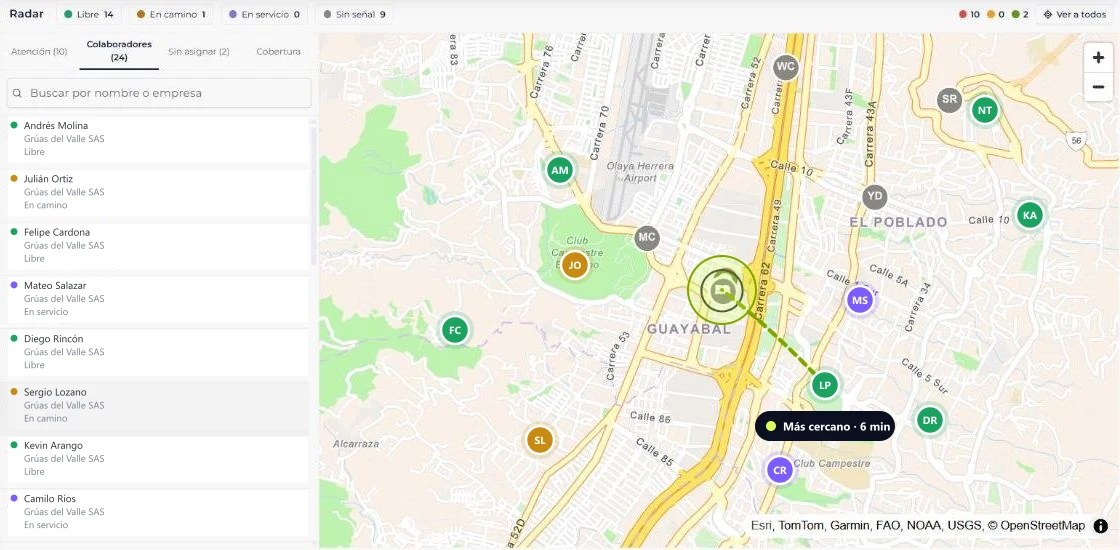 Radar
Libre 14
En camino 1
En servicio 0
Sin señal 9
10
0
2
Ver a todos
Atención (10)
Colaboradores
(24)
Sin asignar (2)
Cobertura
Buscar por nombre o empresa
Andrés Molina
Grúas del Valle SAS
Libre
Julián Ortiz
Grúas del Valle SAS
En camino
Felipe Cardona
Grúas del Valle SAS
Libre
Mateo Salazar
Grúas del Valle SAS
En servicio
Diego Rincón
Grúas del Valle SAS
Libre
Sergio Lozano
Grúas del Valle SAS
En camino
Kevin Arango
Grúas del Valle SAS
Libre
Camilo Ríos
Grúas del Valle SAS
En servicio
Carrera 76
Carrera 70
Carrera 52
Carrera 43F
Carrera 43A
WC
SR
NT
56
+
−
AM
Olaya Herrera
Airport
Calle 10
YD
EL POBLADO
Calle 10
KA
MC
Carrera 49
Club
JO
Carrera 62
Calle 5A
MS
Carrera 34
GUAYABAL
FC
Carrera 53
LP
Calle 5 Sur
Calle 86
DR
Más cercano · 6 min
SL
Alcarraza
Calle 85
CR
Club Campestre
Esri, TomTom, Garmin, FAO, NOAA, USGS, © OpenStreetMap